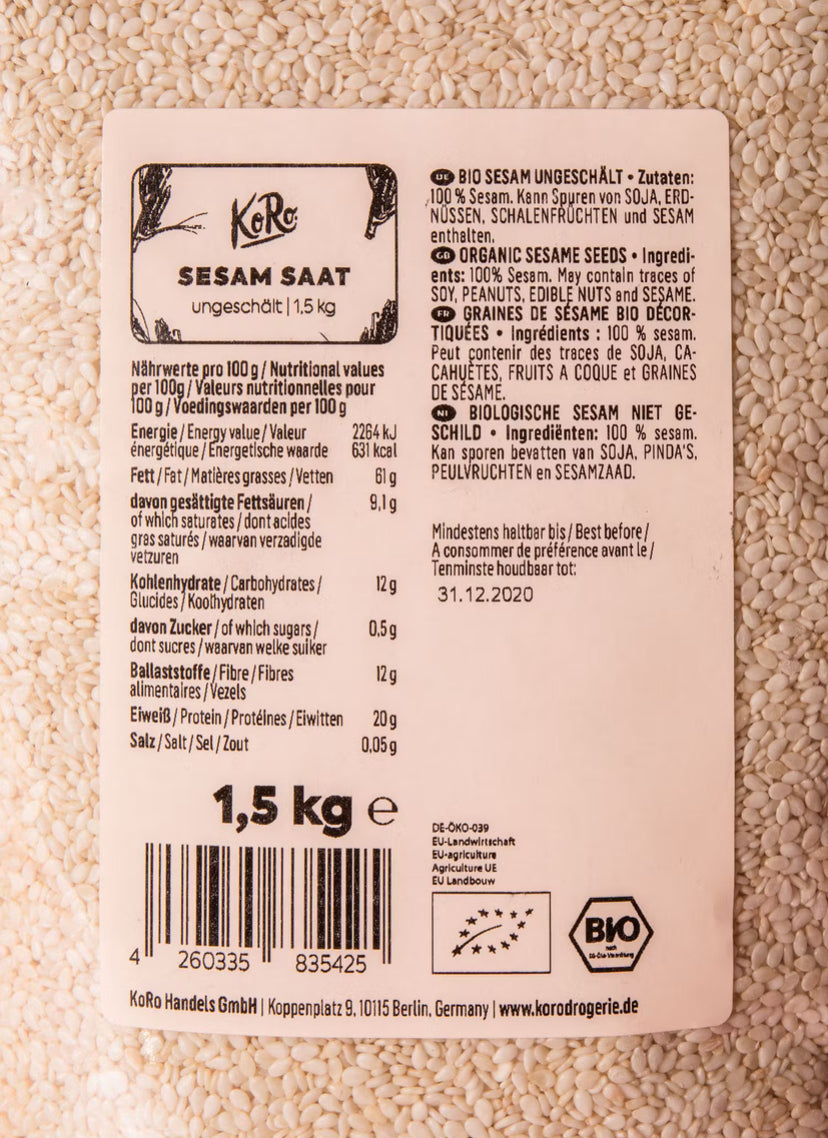 KoRo
SESAM SAAT
ungeschält | 1,5 kg
Nährwerte pro 100 g / Nutritional values
per 100g / Valeurs nutritionnelles pour
100 g / Voedingswaarden per 100 g
Energie / Energy value / Valeur 2264 kJ
énergétique / Energetische waarde 631 kcal
Fett / Fat / Matières grasses / Vetten 61 g
davon gesättigte Fettsäuren / 9,1 g
of which saturates / dont acides
gras saturés / waarvan verzadigde
vetzuren
Kohlenhydrate / Carbohydrates / 12 g
Glucides / Koolhydraten
davon Zucker / of which sugars / 0,5 g
dont sucres / waarvan welke suiker
Ballaststoffe / Fibre / Fibres 12 g
alimentaires / Vezels
Eiweiß / Protein / Protéines / Eiwitten 20 g
Salz / Salt / Sel / Zout 0,05 g
1,5 kg e
4 260335 835425
DE BIO SESAM UNGESCHÄLT • Zutaten:
100 % Sesam. Kann Spuren von SOJA, ERD-
NÜSSEN, SCHALENFRÜCHTEN und SESAM
enthalten.
GB ORGANIC SESAME SEEDS • Ingredi-
ents: 100% Sesam. May contain traces of
SOY, PEANUTS, EDIBLE NUTS and SESAME.
FR GRAINES DE SÉSAME BIO DÉCOR-
TIQUÉES • Ingrédients : 100 % sesam.
Peut contenir des traces de SOJA, CA-
CAHUÈTES, FRUITS A COQUE et GRAINES
DE SÉSAME.
NL BIOLOGISCHE SESAM NIET GE-
SCHILD • Ingrediënten: 100 % sesam.
Kan sporen bevatten van SOJA, PINDA'S,
PEULVRUCHTEN en SESAMZAAD.
Mindestens haltbar bis / Best before /
A consommer de préférence avant le /
Tenminste houdbaar tot:
31.12.2020
DE-ÖKO-039
EU-Landwirtschaft
EU-agriculture
Agriculture UE
EU Landbouw
BIO
nach
EG-Öko-Verordnung
KoRo Handels GmbH | Koppenplatz 9, 10115 Berlin, Germany | www.korodrogerie.de